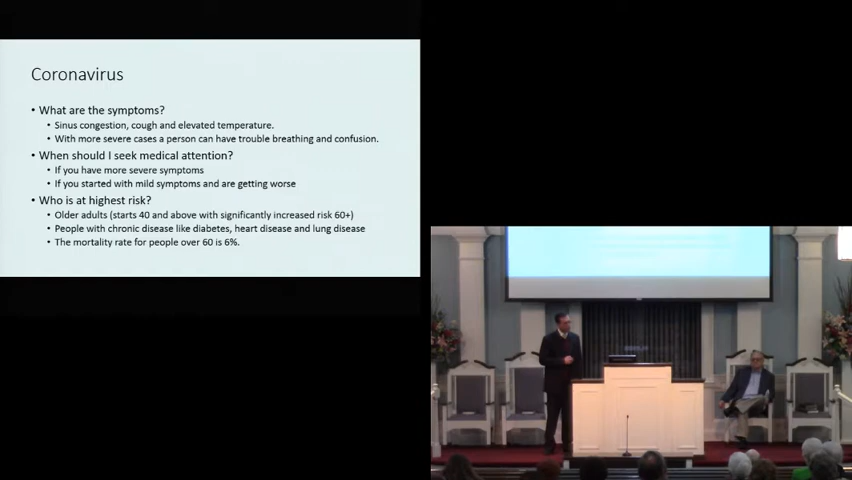 Coronavirus
• What are the symptoms?
• Sinus congestion, cough and elevated temperature.
• With more severe cases a person can have trouble breathing and confusion.
• When should I seek medical attention?
• If you have more severe symptoms
• If you started with mild symptoms and are getting worse
• Who is at highest risk?
• Older adults (starts 40 and above with significantly increased risk 60+)
• People with chronic disease like diabetes, heart disease and lung disease
• The mortality rate for people over 60 is 6%.